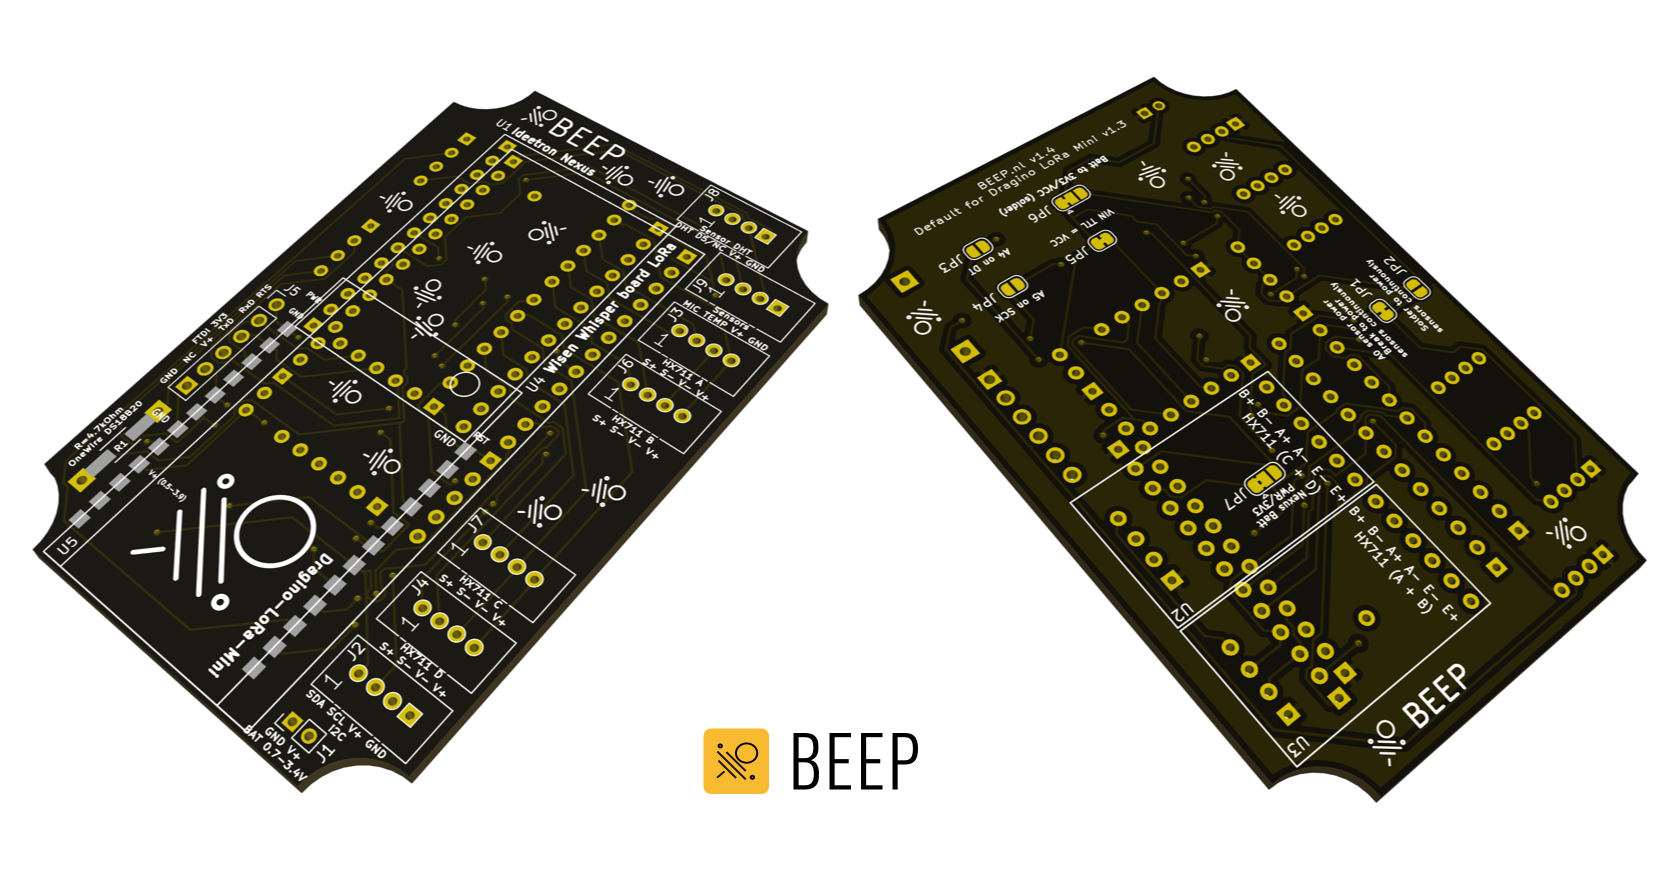 BEEP
U1
Ideetron Nexus
J8
1
Sensor DHT
DHT DS/NC V+ GND
J9
Sensors
MIC TEMP V+ GND
J3
1
HX711 A
S+ S- V- V+
J6
1
HX711 B
S+ S- V- V+
U4
Wisen Whisper board LoRa
J5
PWR
GND
FTDI 3V3
GND NC V+ TxD RxD RTS
R=4.7kOhm
OneWire DS18B20
R1
GND
GND
RST
U5
Dragino-LoRa-Mini
J7
1
HX711 C
S+ S- V- V+
J4
1
HX711 D
S+ S- V- V+
J2
1
SDA SCL V+ GND
I2C
J1
GND V+
BAT 0.7-3.4V
BEEP
BEEP.nl v1.4
Default for Dragino LoRa Mini v1.3
Batt to 3V3/VCC (solder)
JP6
VIN TTL = VCC
JP5
JP3
A4 on DT
JP4
A5 on SCK
JP2
Solder to power sensors continuously
JP1
A0 sensor power
Break to power sensors continuously
B+ B- A+ A- E- E+
HX711 (C + D)
JP7
Nexus Batt
PWR/3V3
B+ B- A+ A- E- E+
HX711 (A + B)
U2
U3
BEEP